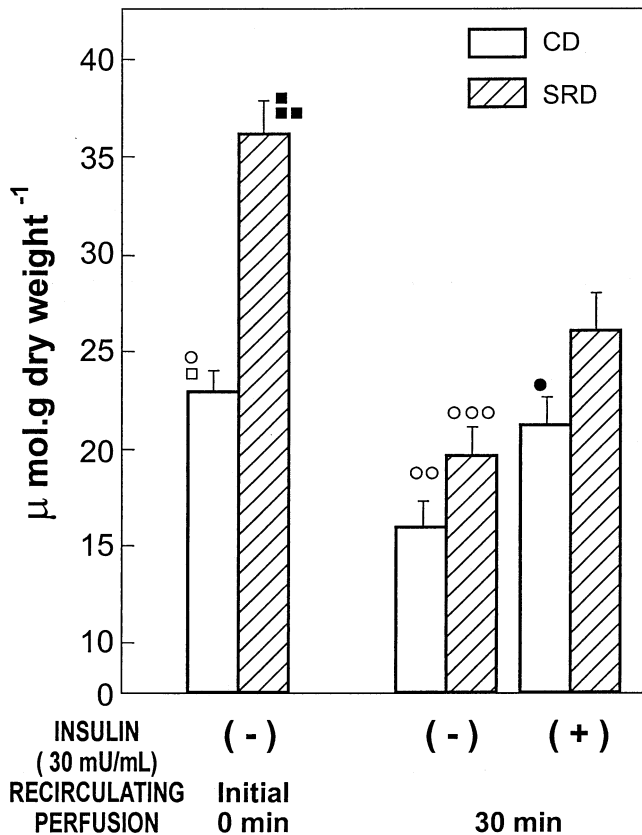 CD
SRD
μ mol.g dry weight -1
40
35
30
25
20
15
10
0
INSULIN (-) (-) (+)
( 30 mU/mL)
RECIRCULATING Initial
PERFUSION 0 min 30 min